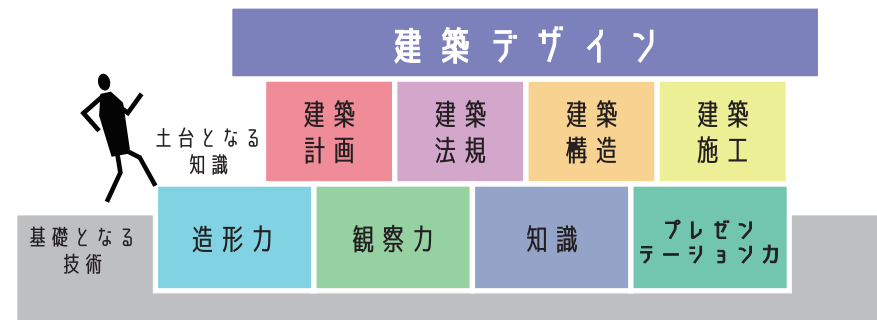 建築デザイン
土台となる
知識
建築
計画
建築
法規
建築
構造
建築
施工
基礎となる
技術
造形力
観察力
知識
プレゼン
テーション力